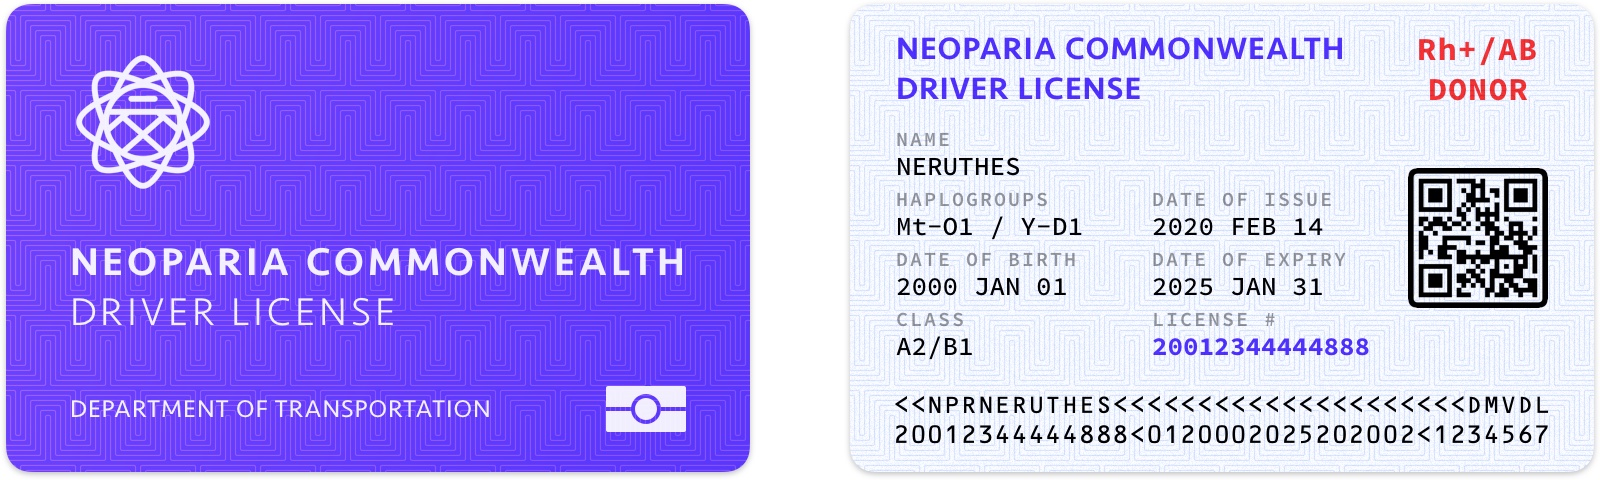 NEOPARIA COMMONWEALTH
DRIVER LICENSE
DEPARTMENT OF TRANSPORTATION
NEOPARIA COMMONWEALTH
DRIVER LICENSE
Rh+/AB
DONOR
NAME
NERUTHES
HAPLOGROUPS DATE OF ISSUE
Mt-O1 / Y-D1 2020 FEB 14
DATE OF BIRTH DATE OF EXPIRY
2000 JAN 01 2025 JAN 31
CLASS LICENSE #
A2/B1 20012344444888
<<NPRNERUTHES<<<<<<<<<<<<<<<<<<<<<DMVDL
20012344444888<0120002025202002<1234567